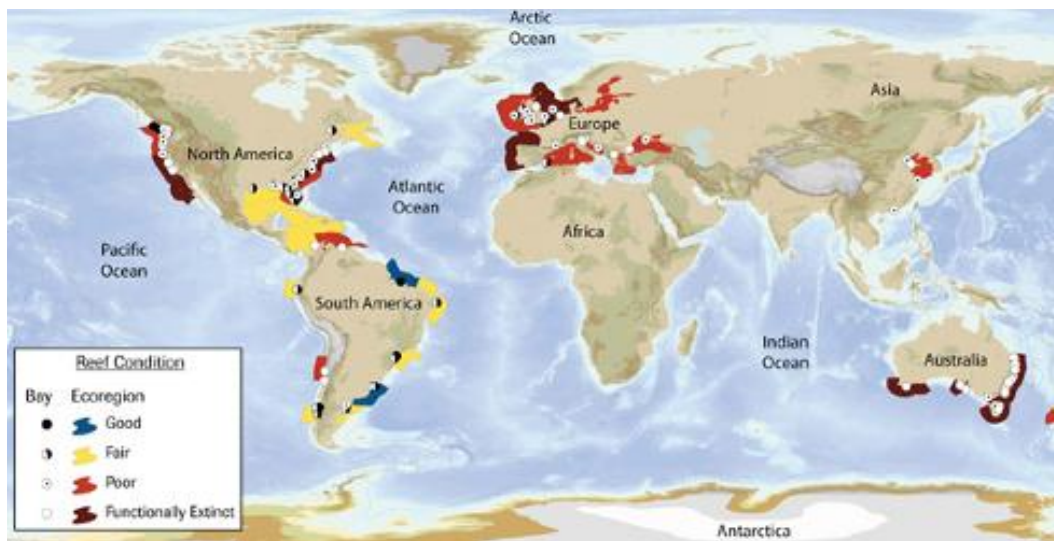 Arctic
Ocean
Asia
Europe
North America
Atlantic
Ocean
Africa
Pacific
Ocean
South America
Indian
Ocean
Australia
Reef Condition
Bay Ecoregion
Good
Fair
Poor
Functionally Extinct
Antarctica